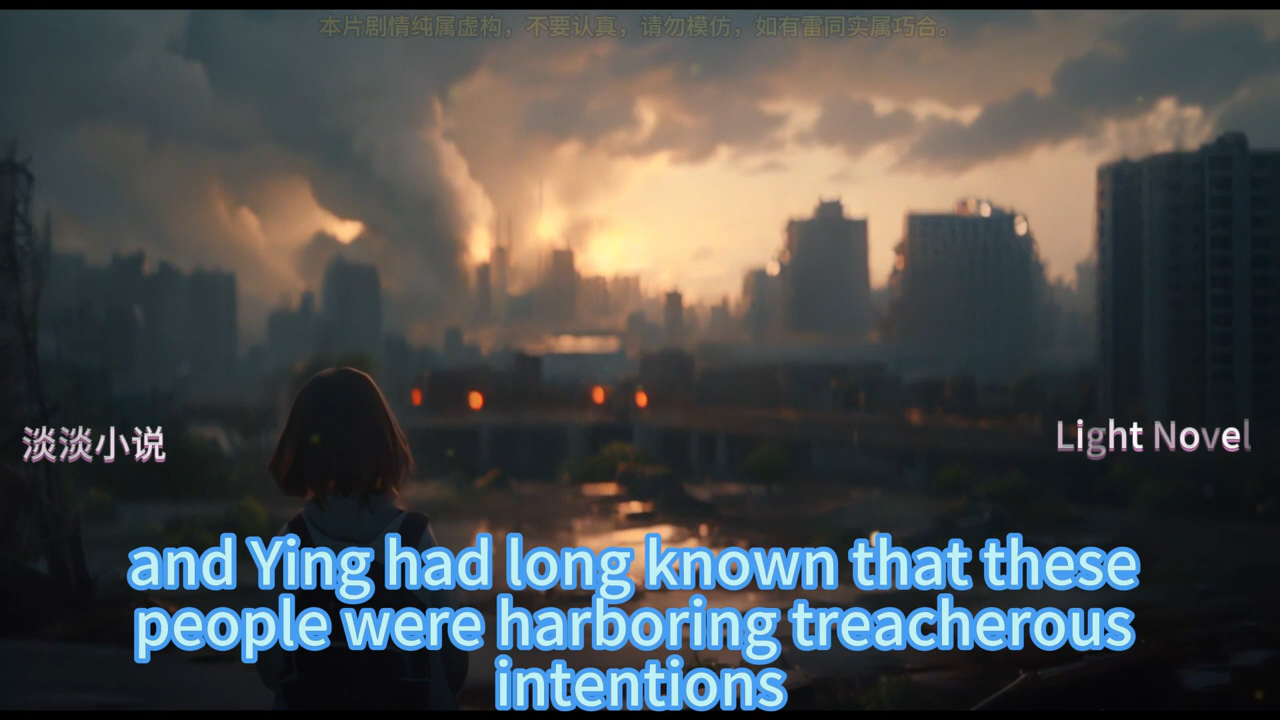 本片剧情纯属虚构，不要认真，请勿模仿，如有雷同实属巧合。
淡淡小说
Light Novel
and Ying had long known that these
people were harboring treacherous
intentions